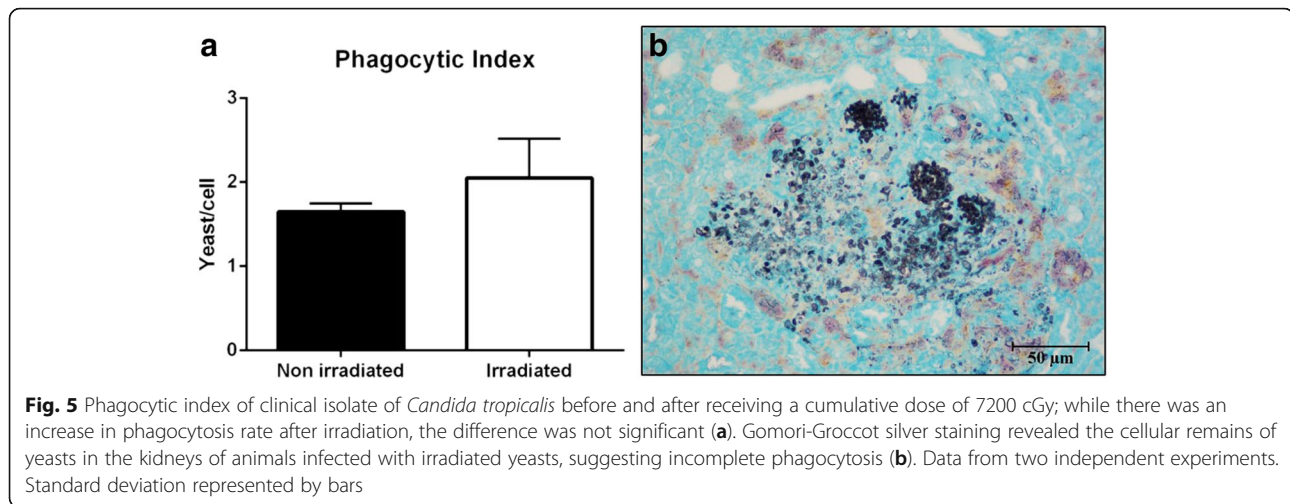 a
Phagocytic Index
3
2
1
0
Yeast/cell
Non irradiated
Irradiated
b
50 µm
Fig. 5 Phagocytic index of clinical isolate of Candida tropicalis before and after receiving a cumulative dose of 7200 cGy; while there was an
increase in phagocytosis rate after irradiation, the difference was not significant (a). Gomori-Groccot silver staining revealed the cellular remains of
yeasts in the kidneys of animals infected with irradiated yeasts, suggesting incomplete phagocytosis (b). Data from two independent experiments.
Standard deviation represented by bars